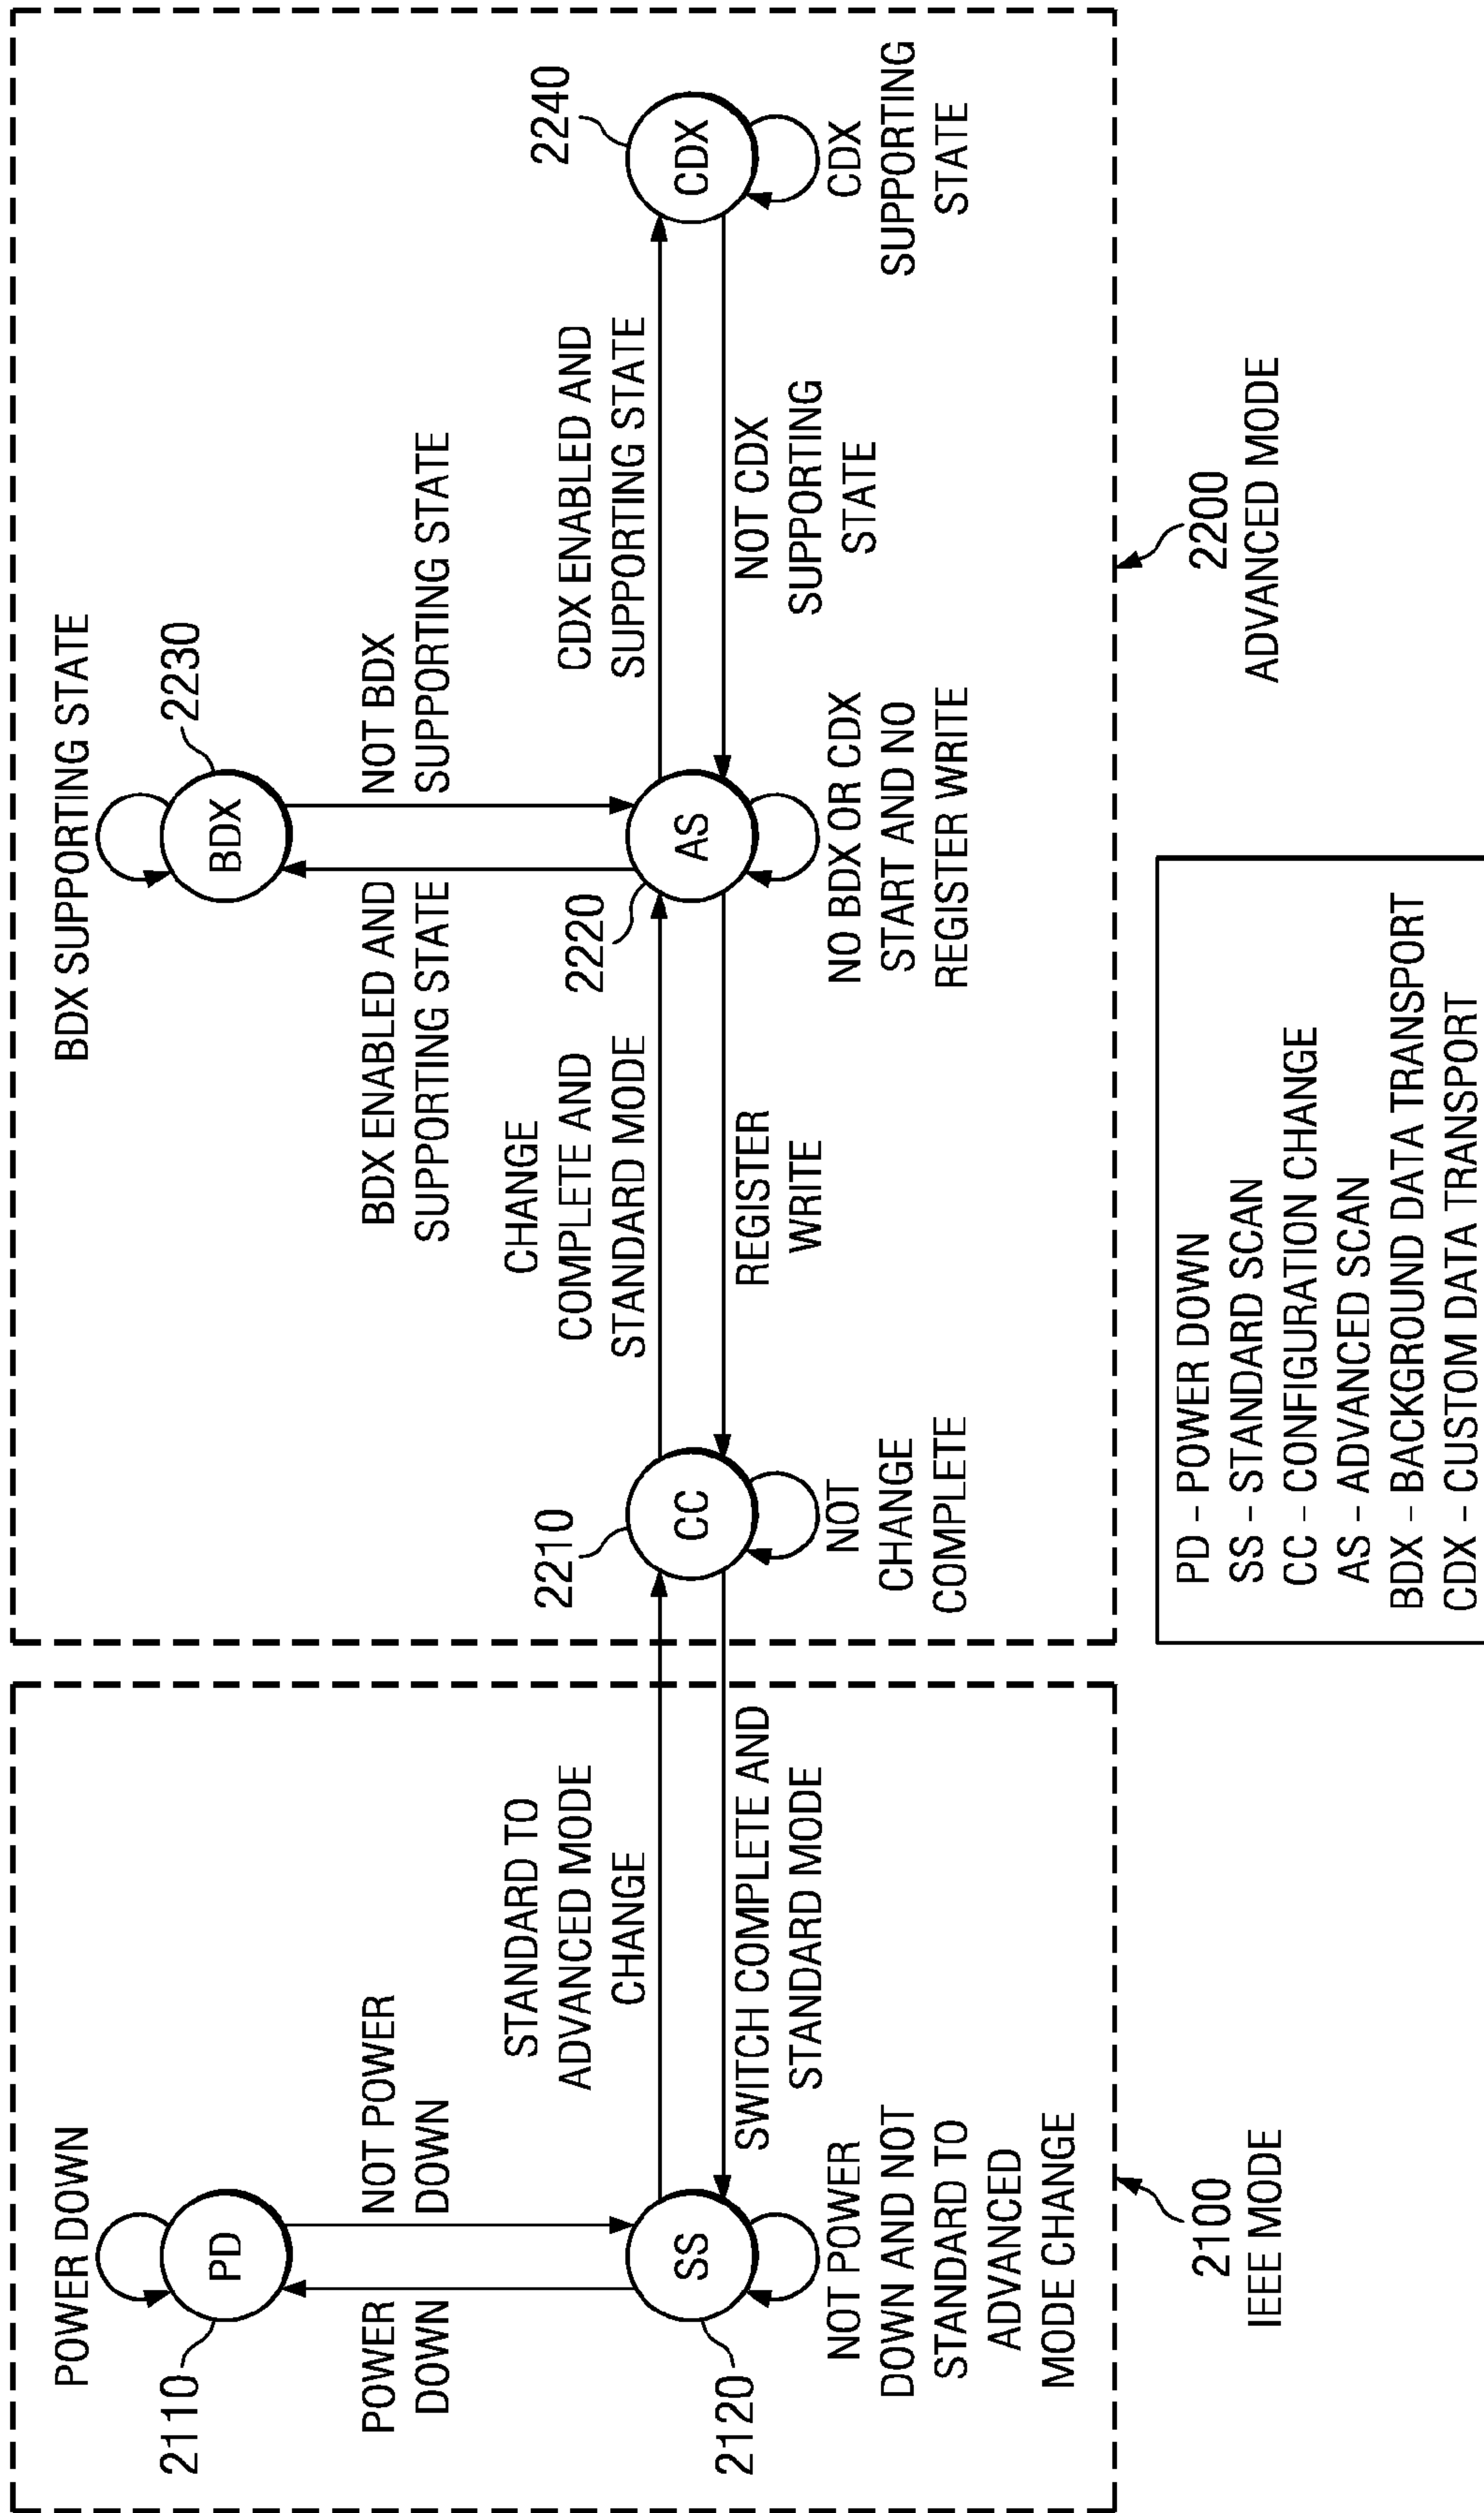 POWER DOWN
2110
PD
POWER
DOWN
NOT POWER
DOWN
2120
SS
NOT POWER
DOWN AND NOT
STANDARD TO
ADVANCED
MODE CHANGE
STANDARD TO
ADVANCED MODE
CHANGE
SWITCH COMPLETE AND
STANDARD MODE
2100
IEEE MODE
2210
CC
NOT
CHANGE
COMPLETE
CHANGE
COMPLETE AND
STANDARD MODE
REGISTER
WRITE
BDX SUPPORTING STATE
2230
BDX
BDX ENABLED AND
SUPPORTING STATE
NOT BDX
SUPPORTING STATE
2220
AS
NO BDX OR CDX
START AND NO
REGISTER WRITE
CDX ENABLED AND
SUPPORTING STATE
NOT CDX
SUPPORTING
STATE
2240
CDX
CDX
SUPPORTING
STATE
2200
ADVANCED MODE
PD - POWER DOWN
SS - STANDARD SCAN
CC - CONFIGURATION CHANGE
AS - ADVANCED SCAN
BDX - BACKGROUND DATA TRANSPORT
CDX - CUSTOM DATA TRANSPORT